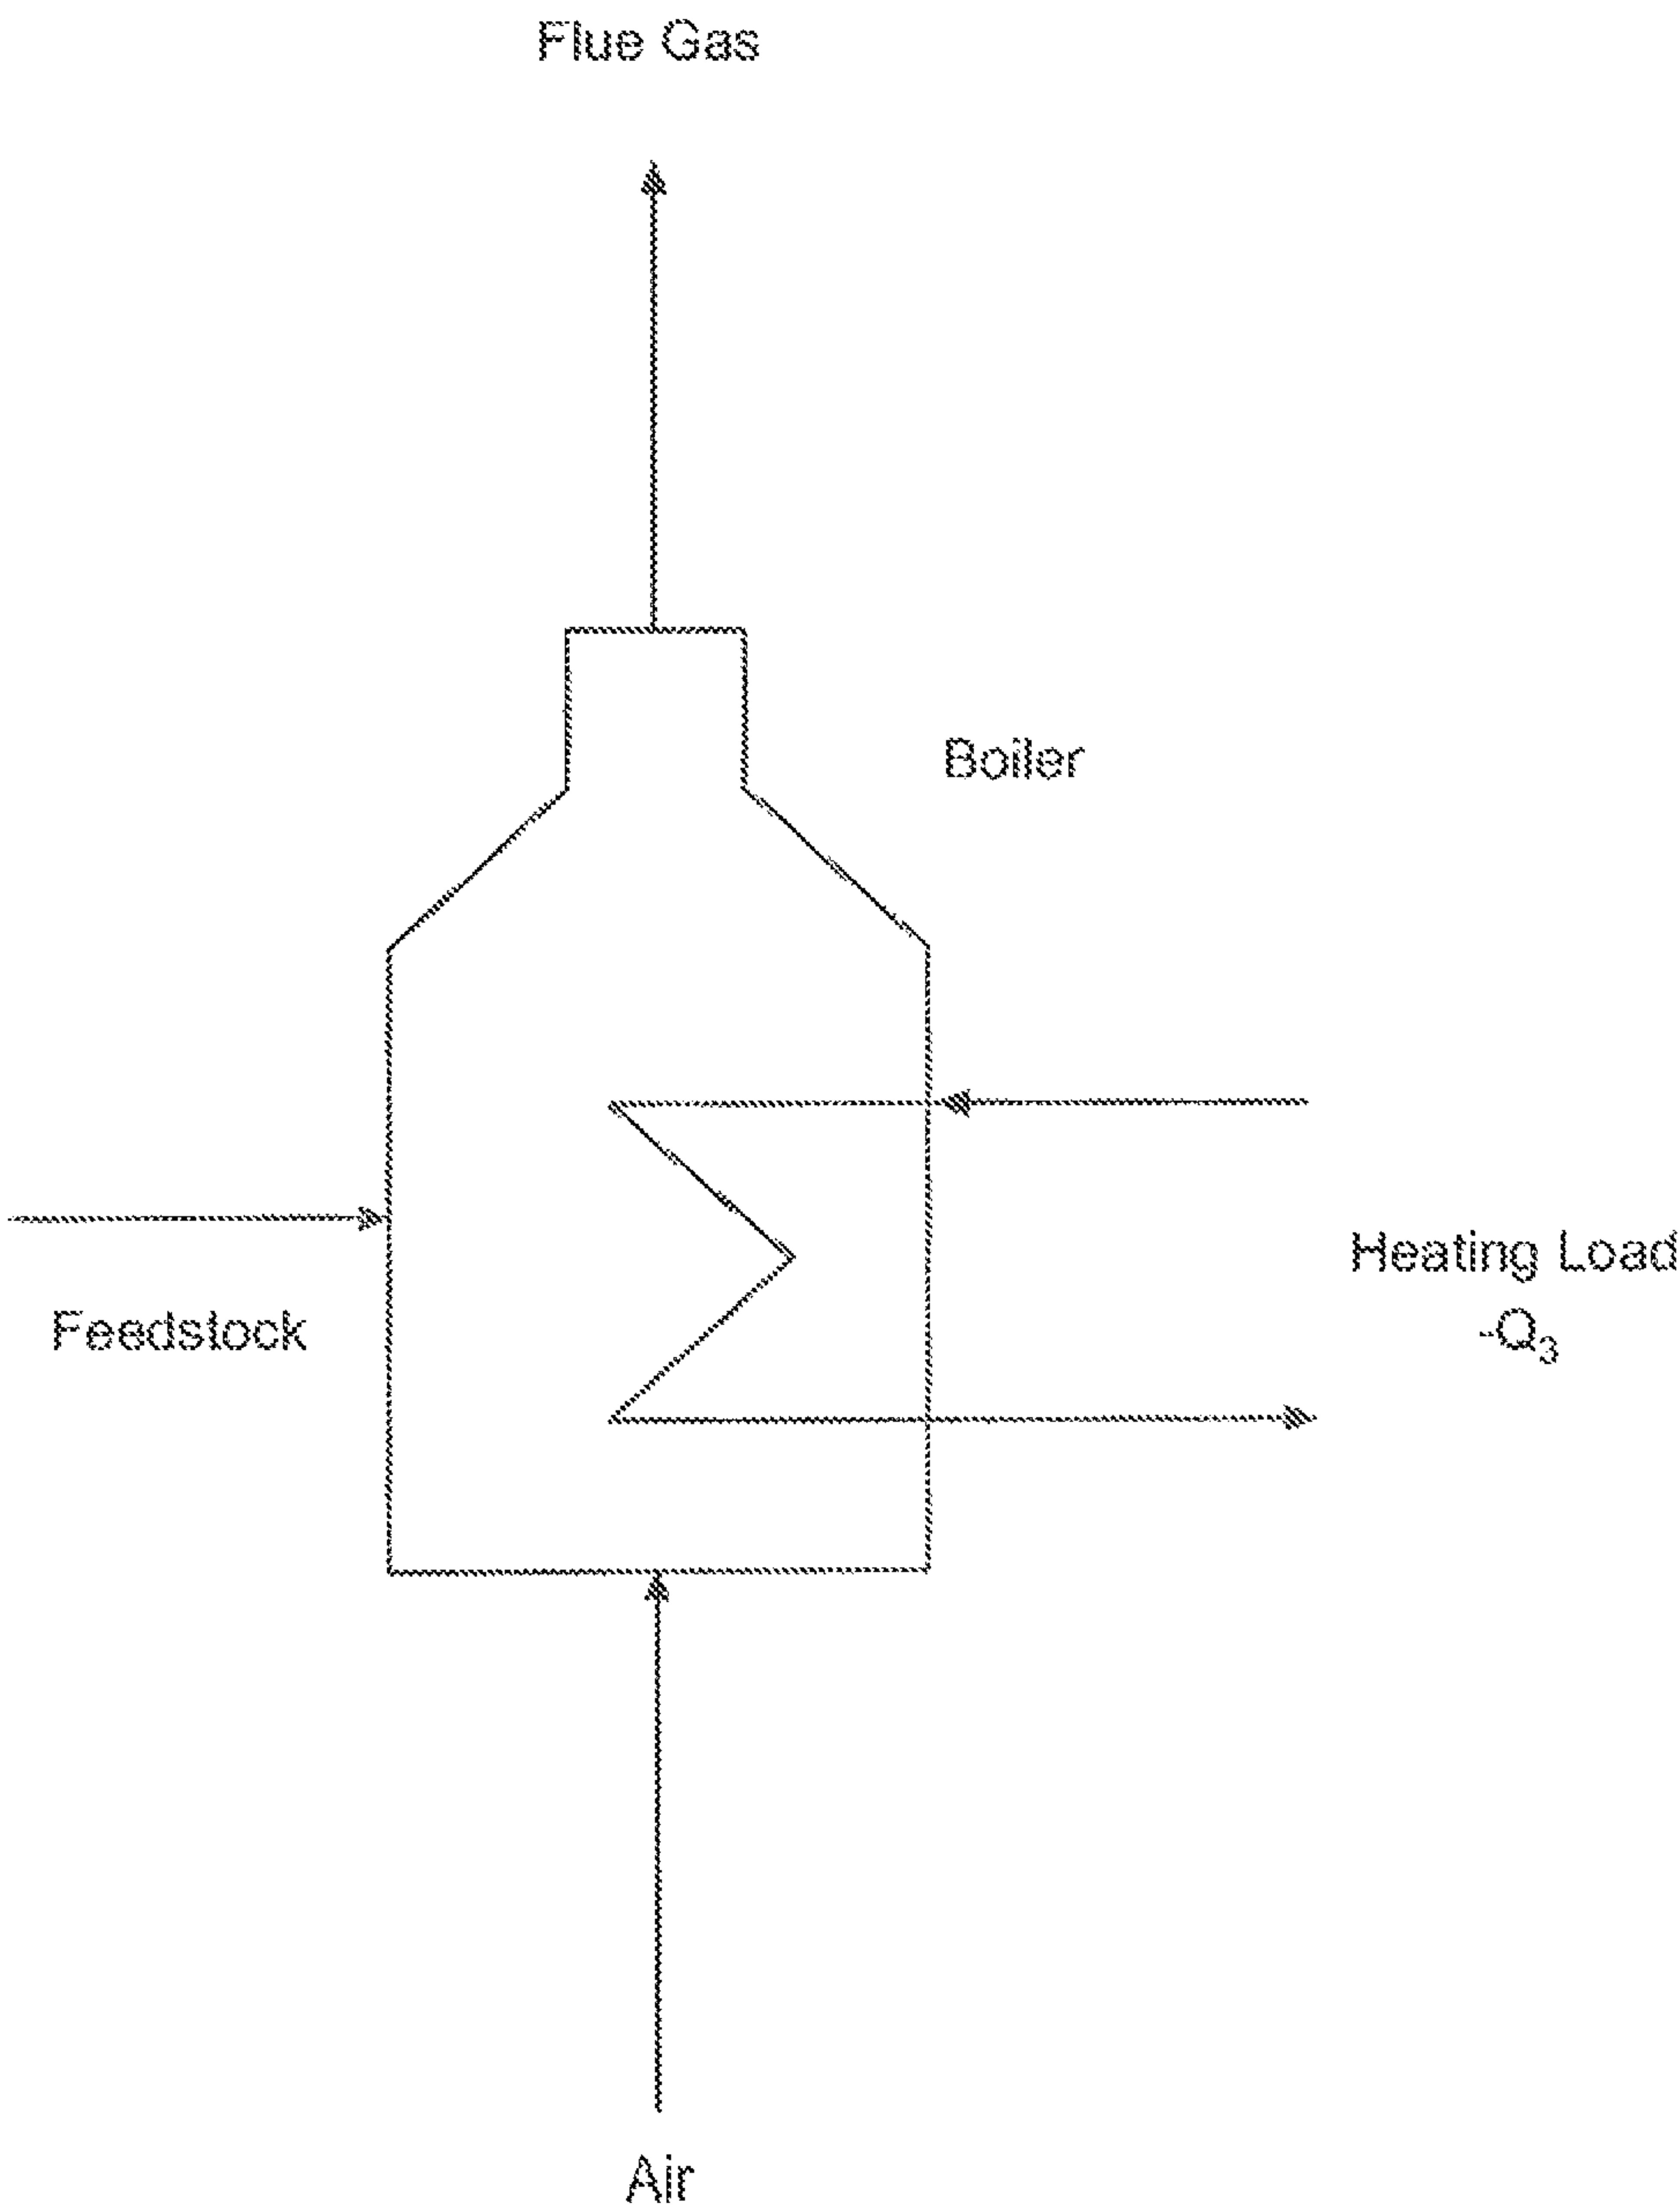 Flue Gas
Boiler
Heating Load
-Q₃
Feedstock
Air